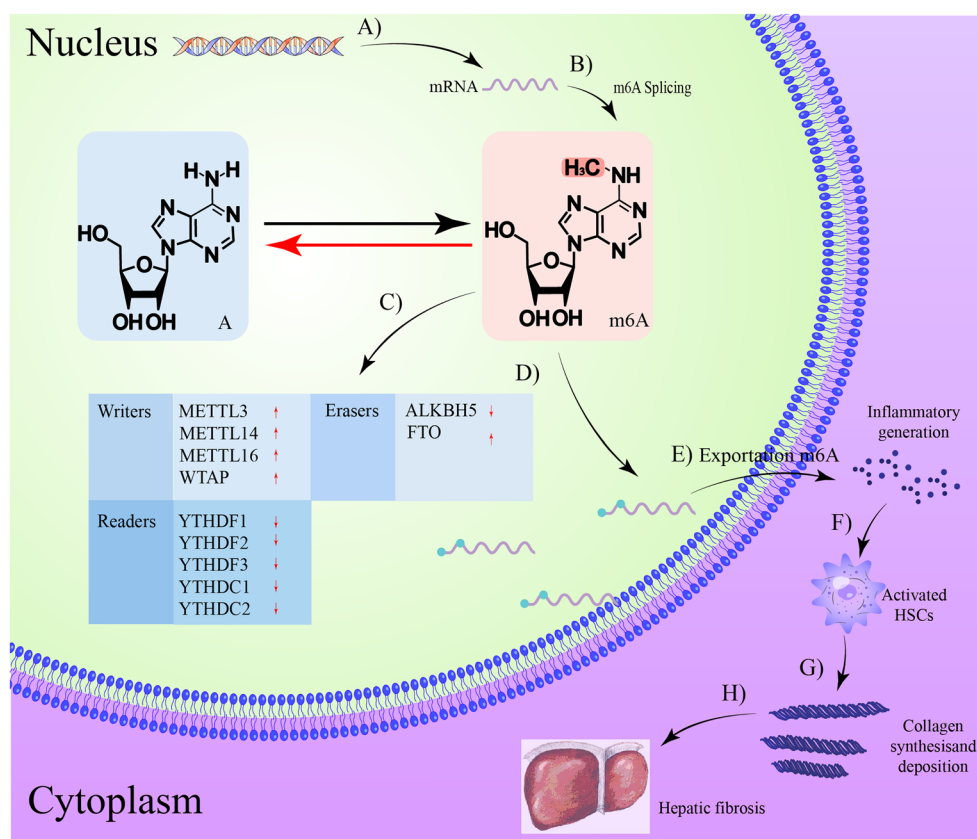 Nucleus
A)
mRNA
B)
m6A Splicing
H H
N
N
N
N
N
HO
O
OH OH
A
H₃C
NH
N
N
N
N
HO
O
OH OH
m6A
C)
D)
Writers
METTL3
METTL14
METTL16
WTAP
Erasers
ALKBH5
FTO
Readers
YTHDF1
YTHDF2
YTHDF3
YTHDC1
YTHDC2
E) Exportation m6A
Inflammatory
generation
F)
Activated
HSCs
G)
Collagen
synthesisand
deposition
H)
Hepatic fibrosis
Cytoplasm